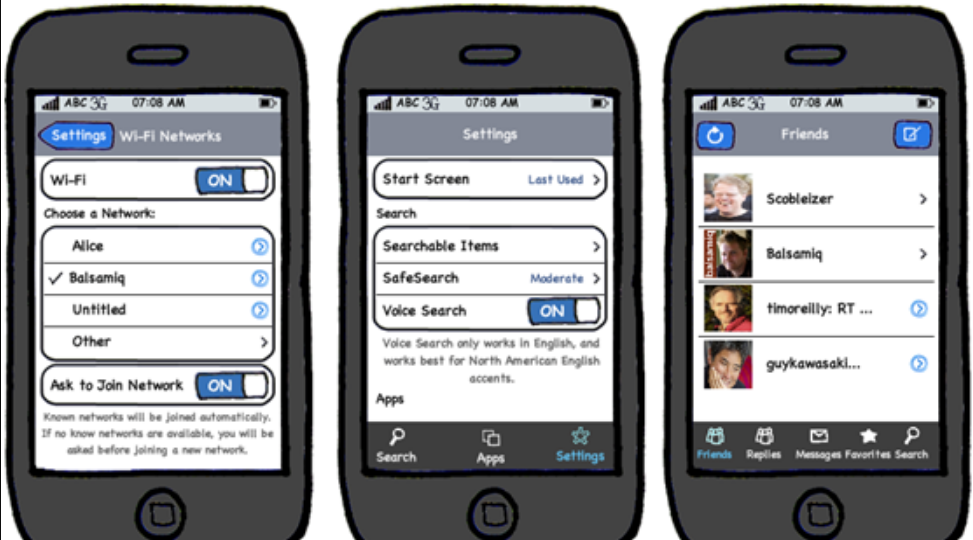 ABC 3G 07:08 AM
Settings Wi-Fi Networks
Wi-Fi ON
Choose a Network:
Alice
Balsamiq
Untitled
Other
Ask to Join Network ON
Known networks will be joined automatically.
If no know networks are available, you will be
asked before joining a new network.
ABC 3G 07:08 AM
Settings
Start Screen Last Used
Search
Searchable Items
SafeSearch Moderate
Voice Search ON
Voice Search only works in English, and
works best for North American English
accents.
Apps
Search Apps Settings
ABC 3G 07:08 AM
Friends
Scobleizer
balsamiq
Balsamiq
timoreilly: RT ...
guykawasaki...
Friends Replies Messages Favorites Search